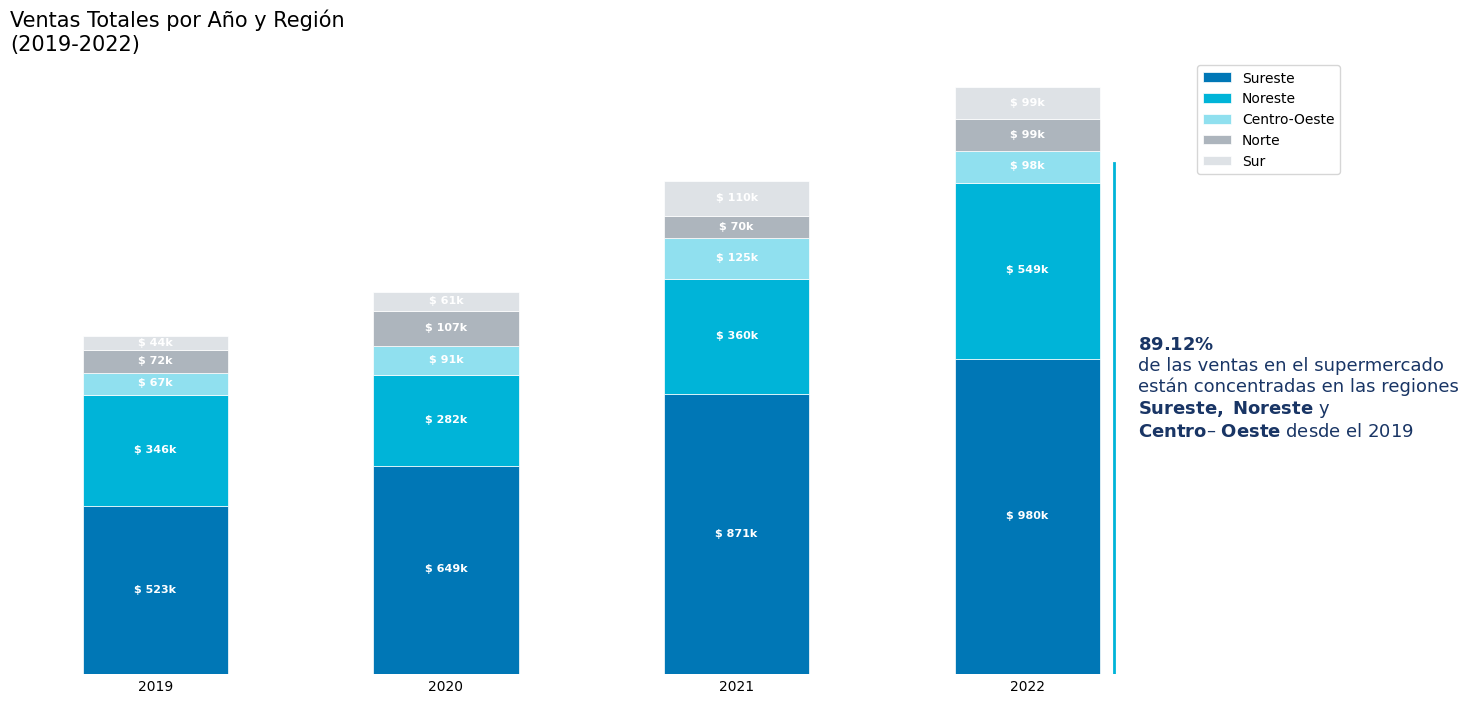 Ventas Totales por Año y Región
(2019-2022)
Sureste
Noreste
Centro-Oeste
Norte
Sur
$ 44k
$ 72k
$ 67k
$ 346k
$ 523k
2019
$ 61k
$ 107k
$ 91k
$ 282k
$ 649k
2020
$ 110k
$ 70k
$ 125k
$ 360k
$ 871k
2021
$ 99k
$ 99k
$ 98k
$ 549k
$ 980k
2022
89.12%
de las ventas en el supermercado
están concentradas en las regiones
Sureste, Noreste y
Centro– Oeste desde el 2019